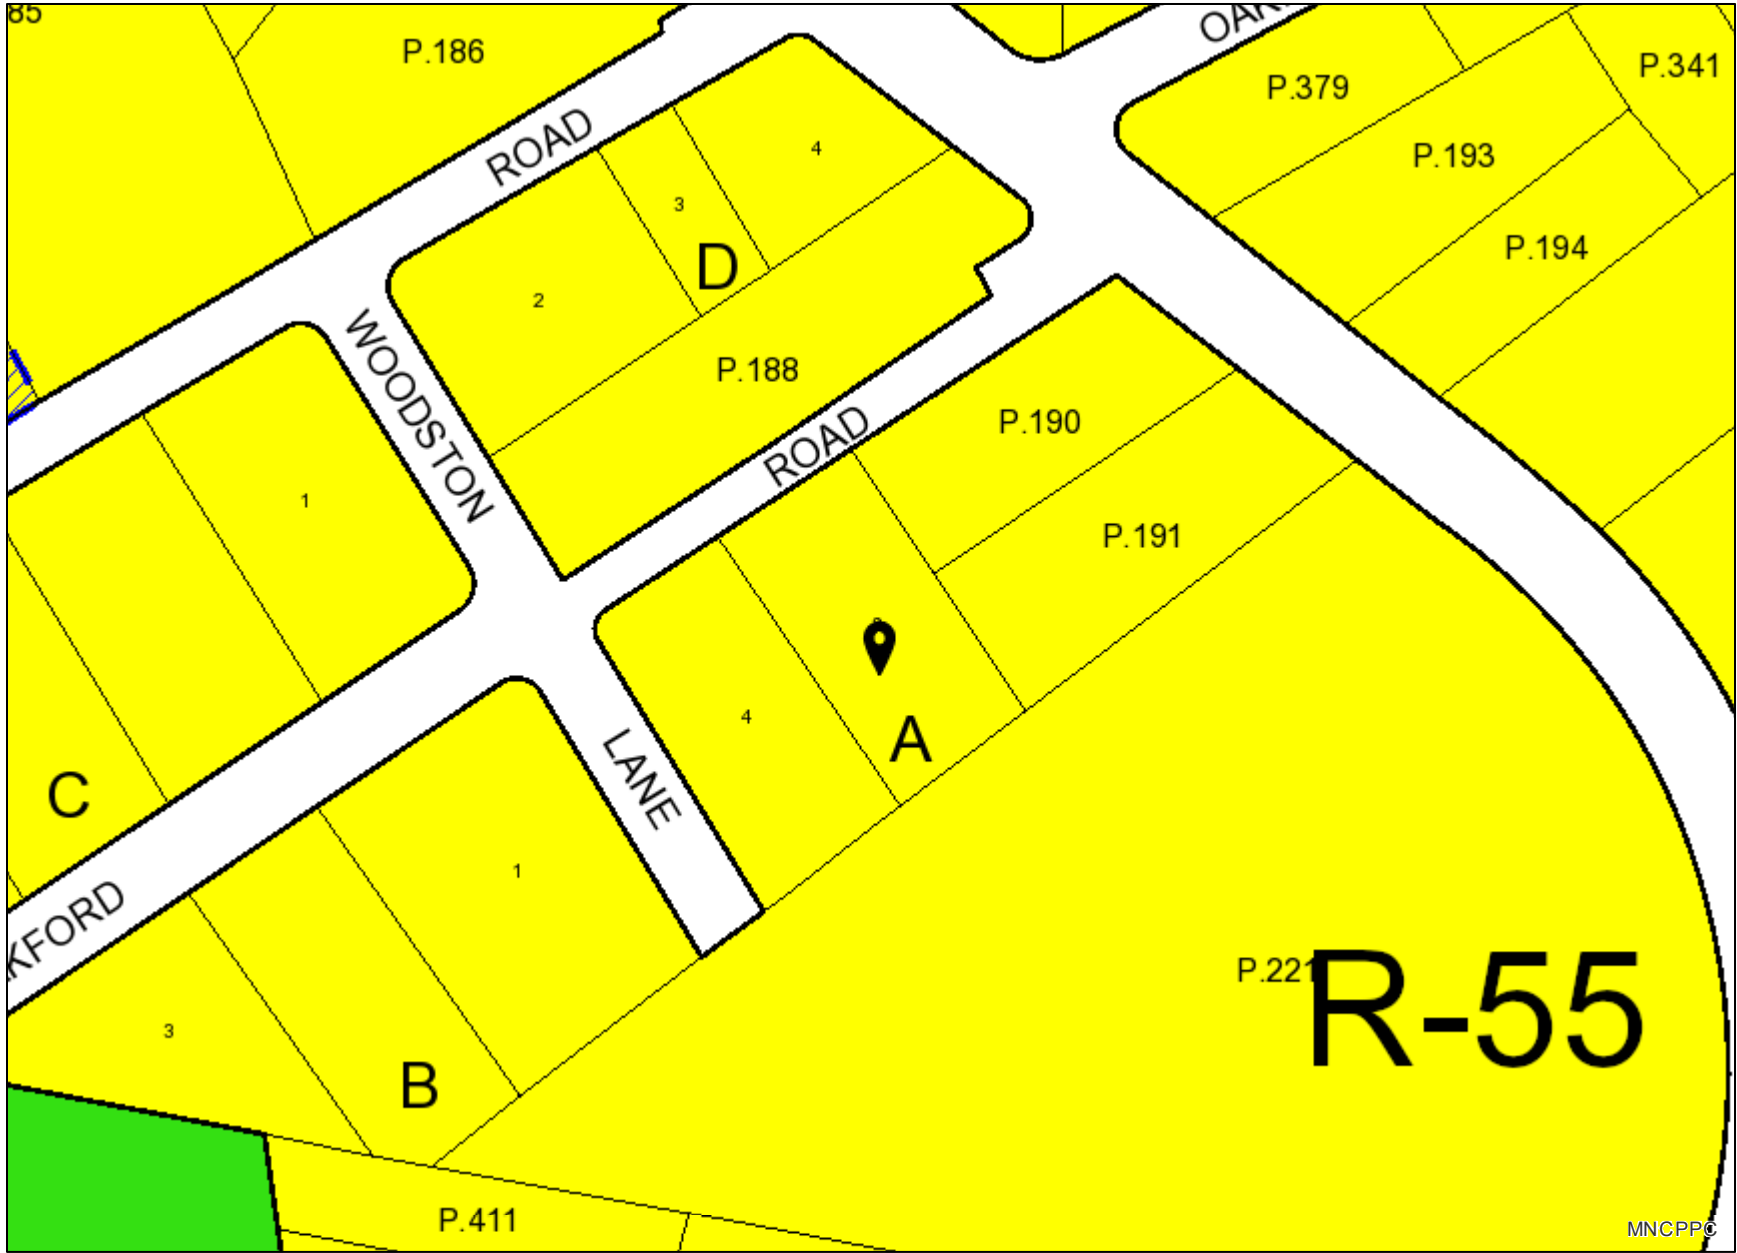 85
P.186
OAK
P.341
P.379
ROAD
4
P.193
3
D
P.194
2
WOODSTON
P.188
P.190
ROAD
1
P.191
4
A
LANE
C
1
KFORD
P.221
R-55
3
B
P.411
MNCPPC